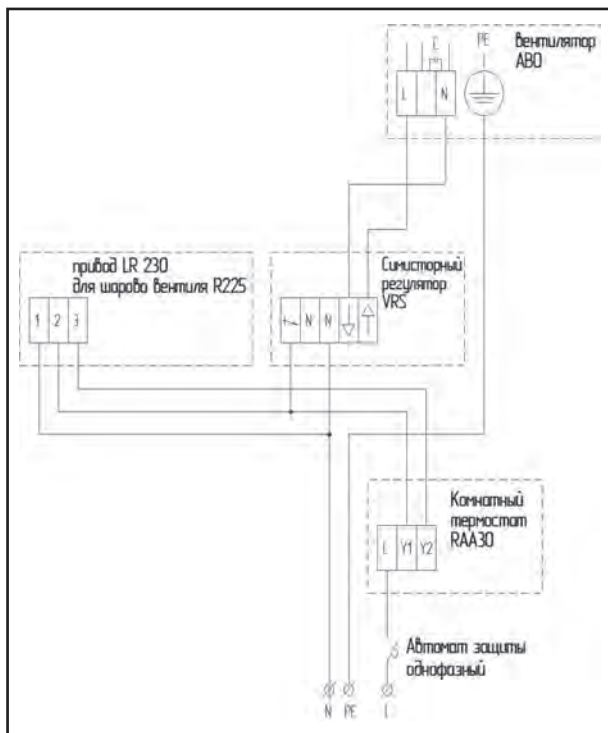 Вентилятор
АВО
PE
L N
привод LR 230
для шарово вентиля R225
1 2 3
Симисторный
регулятор
VRS
N N
Комнатный
термостат
RAA30
L Y1 Y2
Автомат защиты
однофазный
N PE L